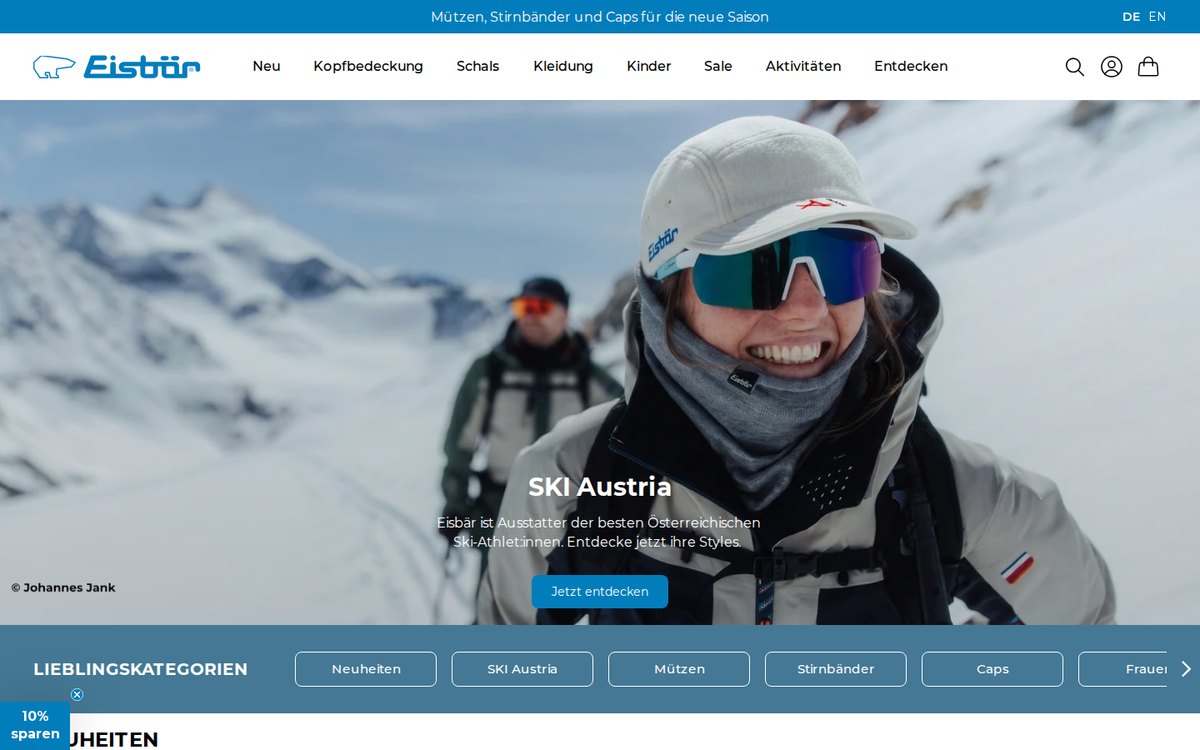 Mützen, Stirnbänder und Caps für die neue Saison
DE EN
Eisbär
Neu Kopfbedeckung Schals Kleidung Kinder Sale Aktivitäten Entdecken
Eisbär
Eisbär
SKI Austria
Eisbär ist Ausstatter der besten Österreichischen
Ski-Athlet:innen. Entdecke jetzt ihre Styles.
Jetzt entdecken
© Johannes Jank
LIEBLINGSKATEGORIEN
Neuheiten
SKI Austria
Mützen
Stirnbänder
Caps
10%
sparen